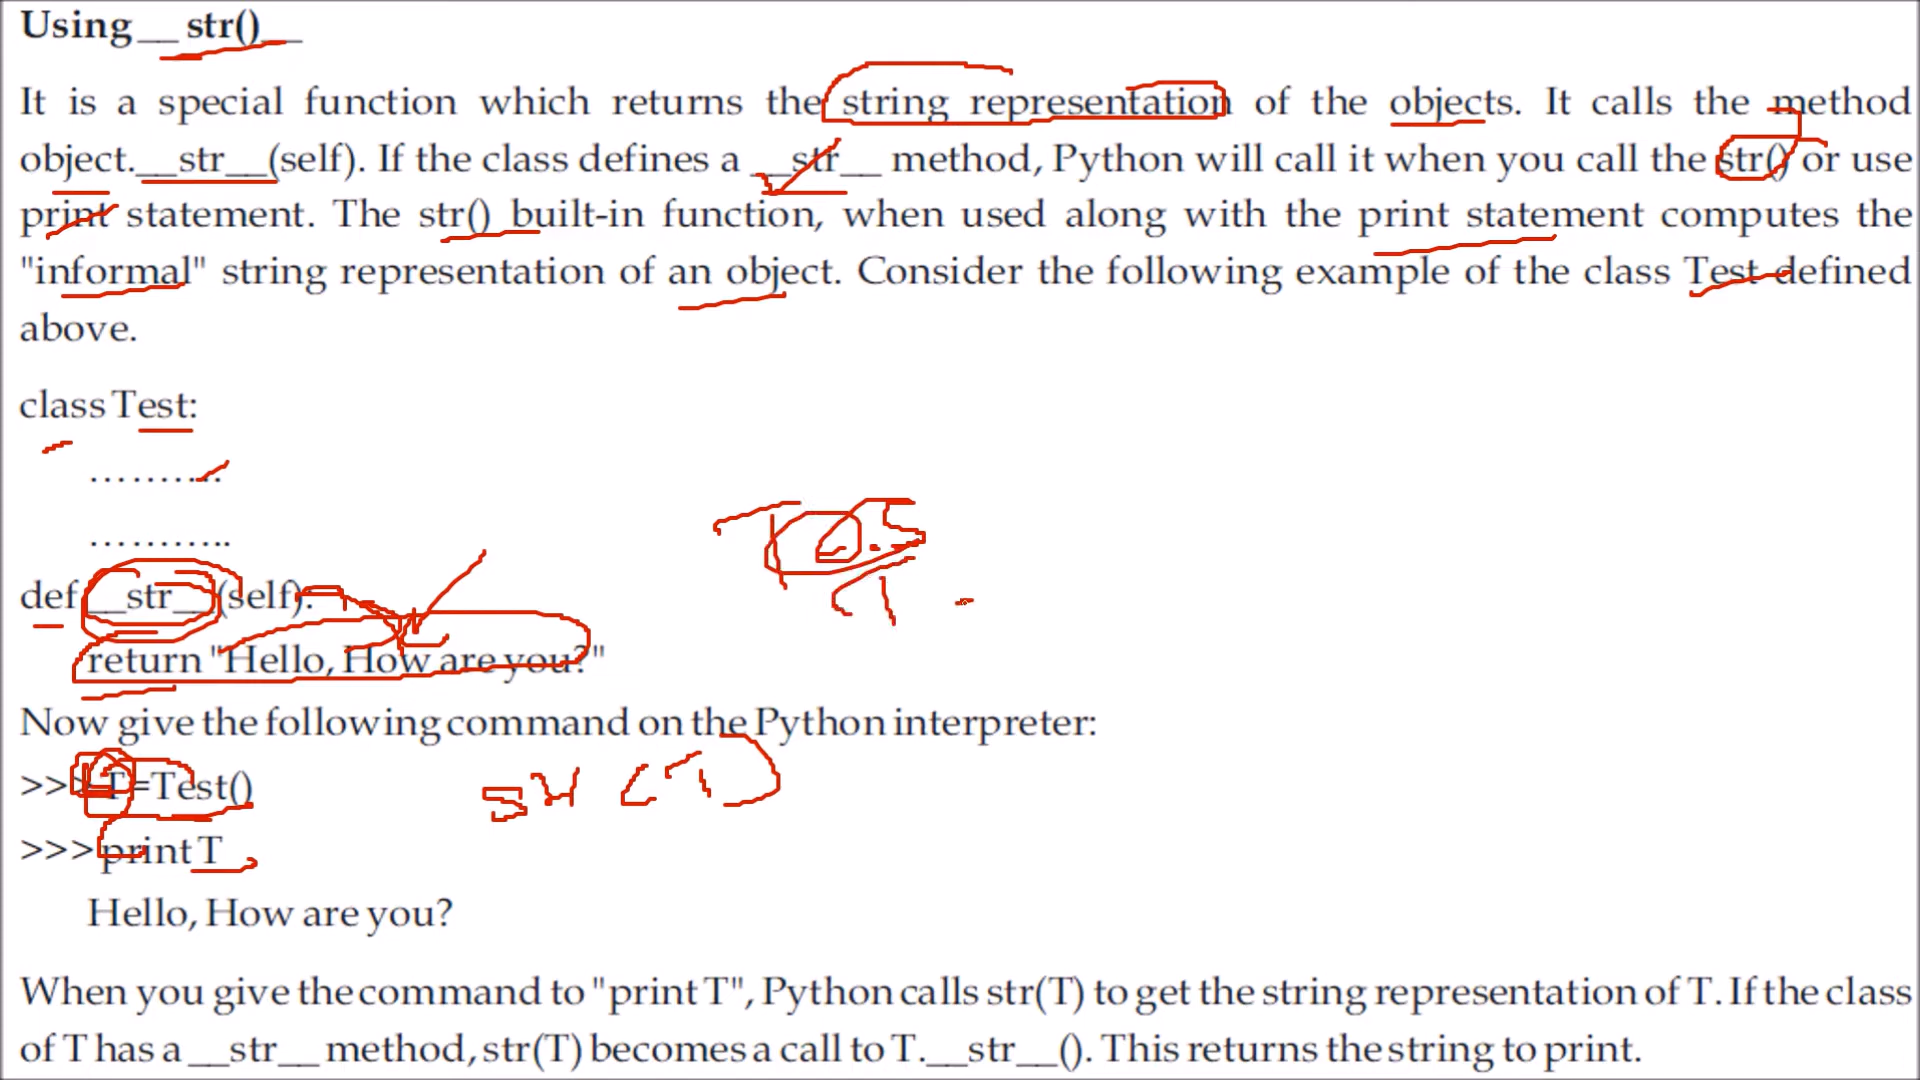 Using __ str()__
It is a special function which returns the string representation of the objects. It calls the method
object.__str__(self). If the class defines a __str__ method, Python will call it when you call the str() or use
print statement. The str() built-in function, when used along with the print statement computes the
"informal" string representation of an object. Consider the following example of the class Test defined
above.
class Test:
………..
………..
def __str__(self):
return "Hello, How are you?"
Now give the following command on the Python interpreter:
>>> T=Test()
str (T)
>>> print T
Hello, How are you?
When you give the command to "print T", Python calls str(T) to get the string representation of T. If the class
of T has a __str__ method, str(T) becomes a call to T.__str__(). This returns the string to print.